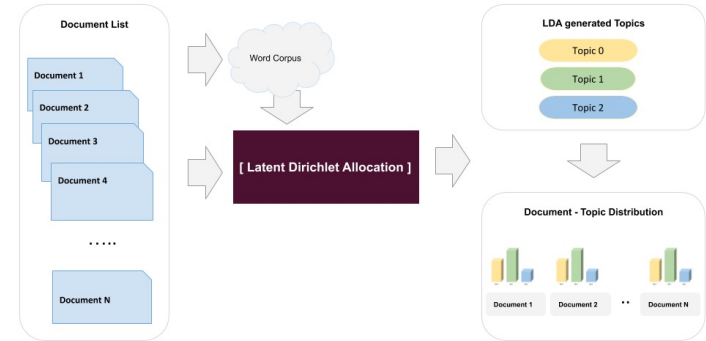 Document List
Document 1
Document 2
Document 3
Document 4
.....
Document N
Word Corpus
[ Latent Dirichlet Allocation ]
LDA generated Topics
Topic 0
Topic 1
Topic 2
Document - Topic Distribution
Document 1
Document 2
..
Document N